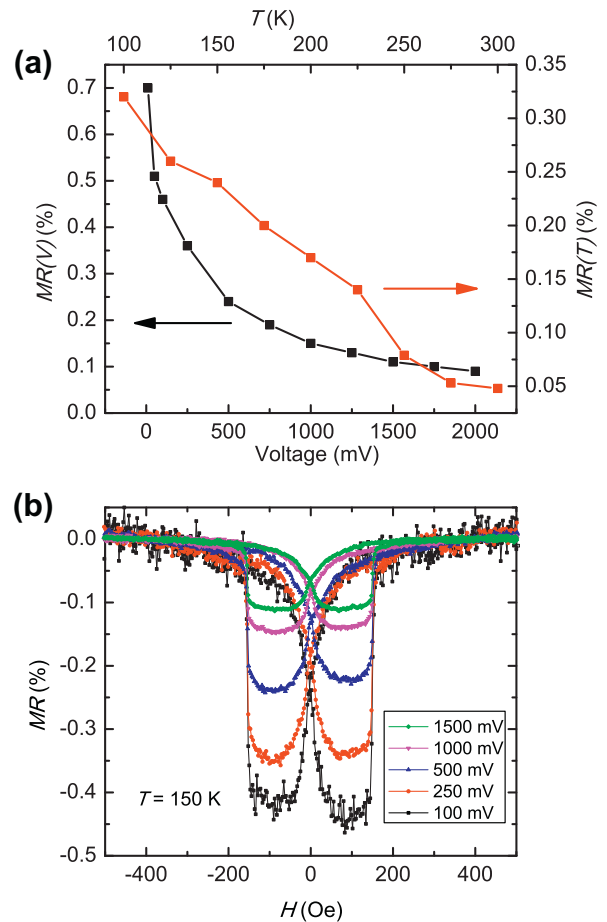 T (K)
100 150 200 250 300
(a)
0.7
0.6
0.5
0.4
0.3
0.2
0.1
0.0
MR(V) (%)
0.35
0.30
0.25
0.20
0.15
0.10
0.05
MR(T) (%)
0 500 1000 1500 2000
Voltage (mV)
(b)
0.0
-0.1
-0.2
-0.3
-0.4
-0.5
MR (%)
T = 150 K
1500 mV
1000 mV
500 mV
250 mV
100 mV
-400 -200 0 200 400
H (Oe)